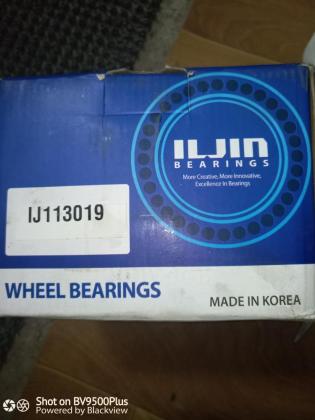 ILJIN
BEARINGS
More Creative, More Innovative,
Excellence In Bearings
IJ113019
WHEEL BEARINGS
MADE IN KOREA
Shot on BV9500Plus
Powered by Blackview